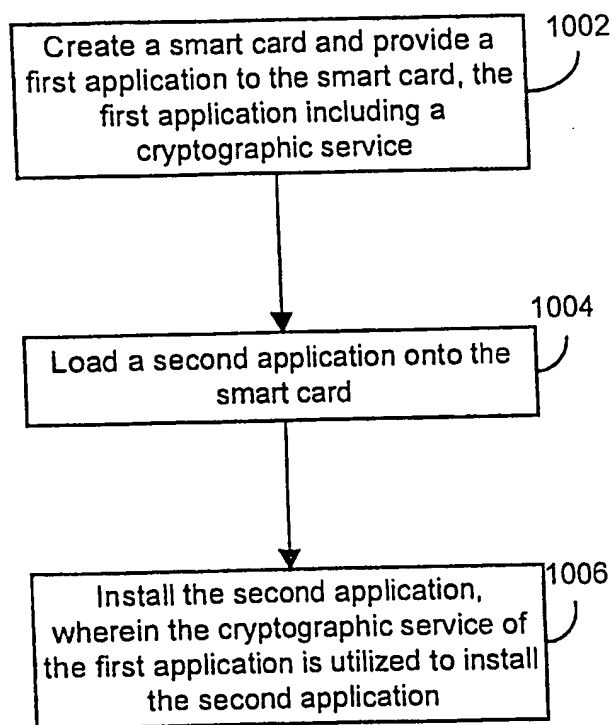 1002
Create a smart card and provide a
first application to the smart card, the
first application including a
cryptographic service
1004
Load a second application onto the
smart card
1006
Install the second application,
wherein the cryptographic service of
the first application is utilized to install
the second application